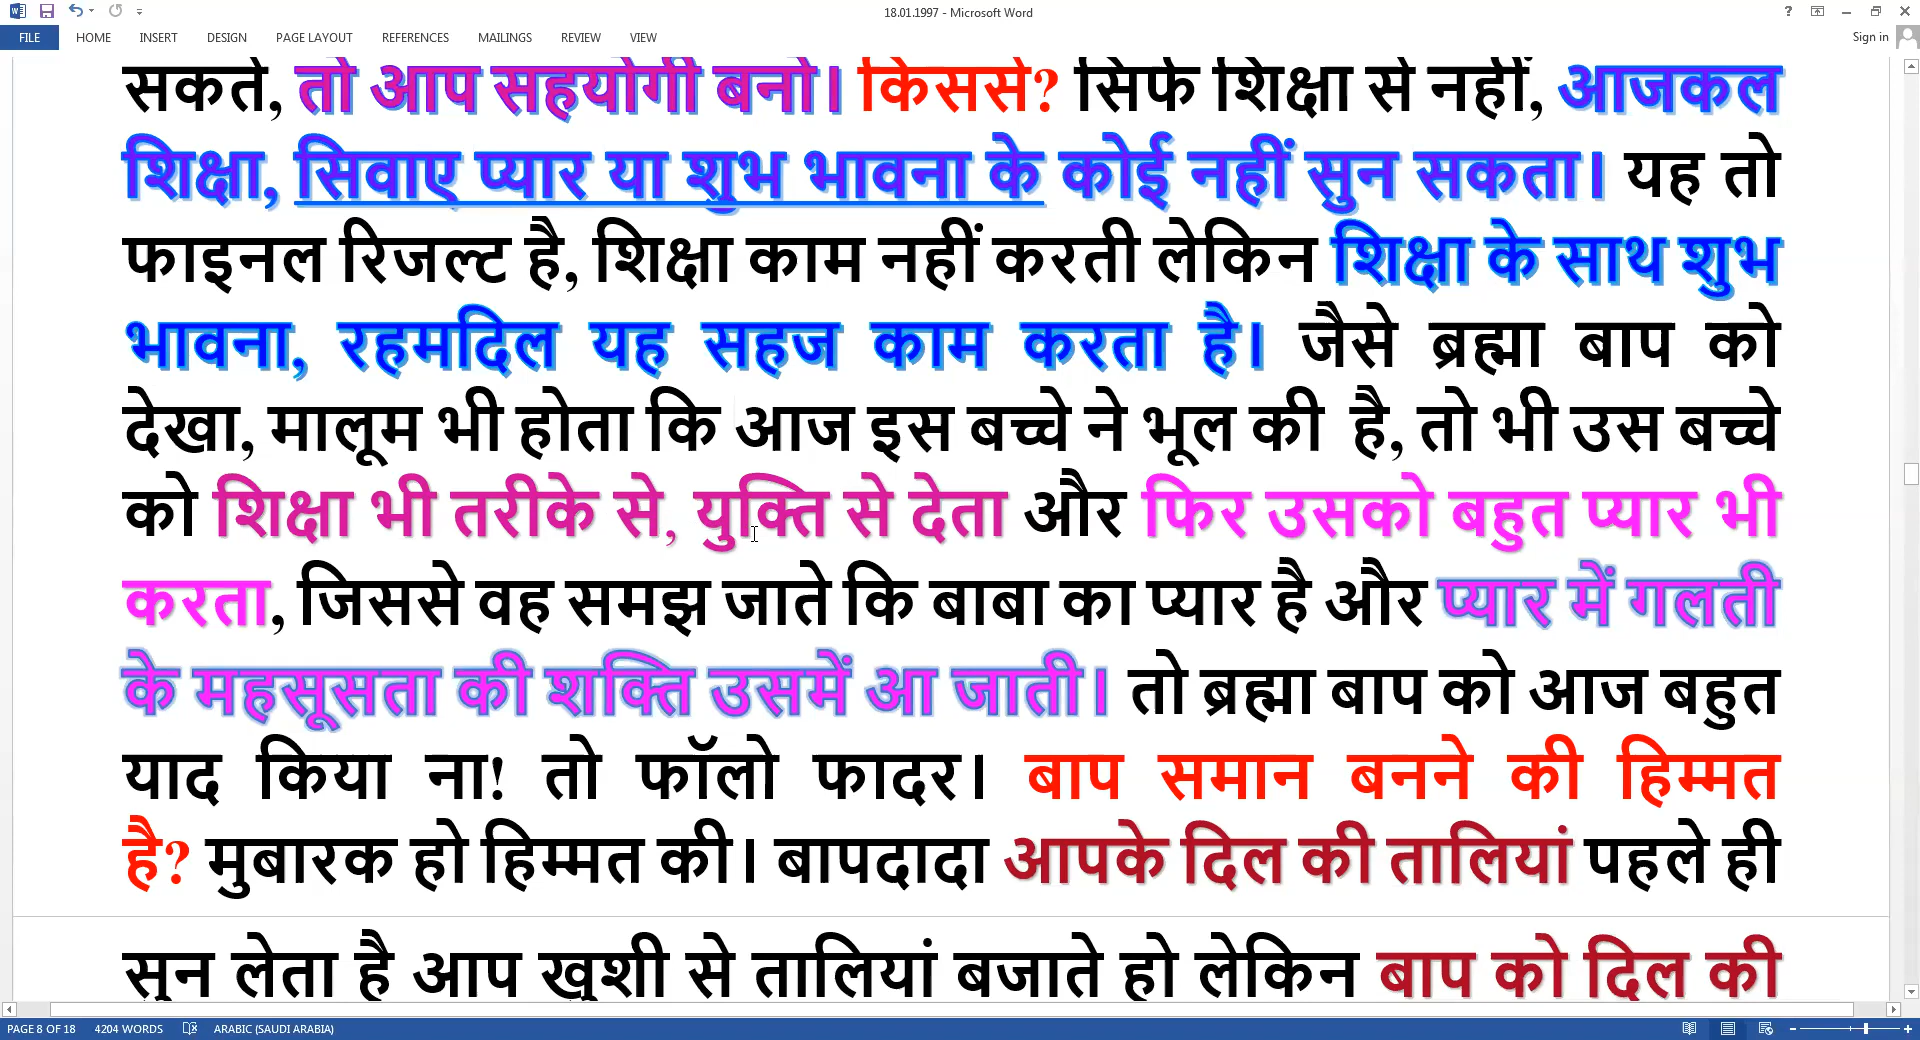 18.01.1997 - Microsoft Word
FILE HOME INSERT DESIGN PAGE LAYOUT REFERENCES MAILINGS REVIEW VIEW Sign in
सकते, तो आप सहयोगी बनो। किससे? सिर्फ शिक्षा से नहीं, आजकल
शिक्षा, सिवाए प्यार या शुभ भावना के कोई नहीं सुन सकता। यह तो
फाइनल रिजल्ट है, शिक्षा काम नहीं करती लेकिन शिक्षा के साथ शुभ
भावना, रहमदिल यह सहज काम करता है। जैसे ब्रह्मा बाप को
देखा, मालूम भी होता कि आज इस बच्चे ने भूल की है, तो भी उस बच्चे
को शिक्षा भी तरीके से, युक्ति से देता और फिर उसको बहुत प्यार भी
करता, जिससे वह समझ जाते कि बाबा का प्यार है और प्यार में गलती
के महसूसता की शक्ति उसमें आ जाती। तो ब्रह्मा बाप को आज बहुत
याद किया ना! तो फॉलो फादर। बाप समान बनने की हिम्मत
है? मुबारक हो हिम्मत की। बापदादा आपके दिल की तालियां पहले ही
सुन लेता है आप खुशी से तालियां बजाते हो लेकिन बाप को दिल की
PAGE 8 OF 18 4204 WORDS ARABIC (SAUDI ARABIA)